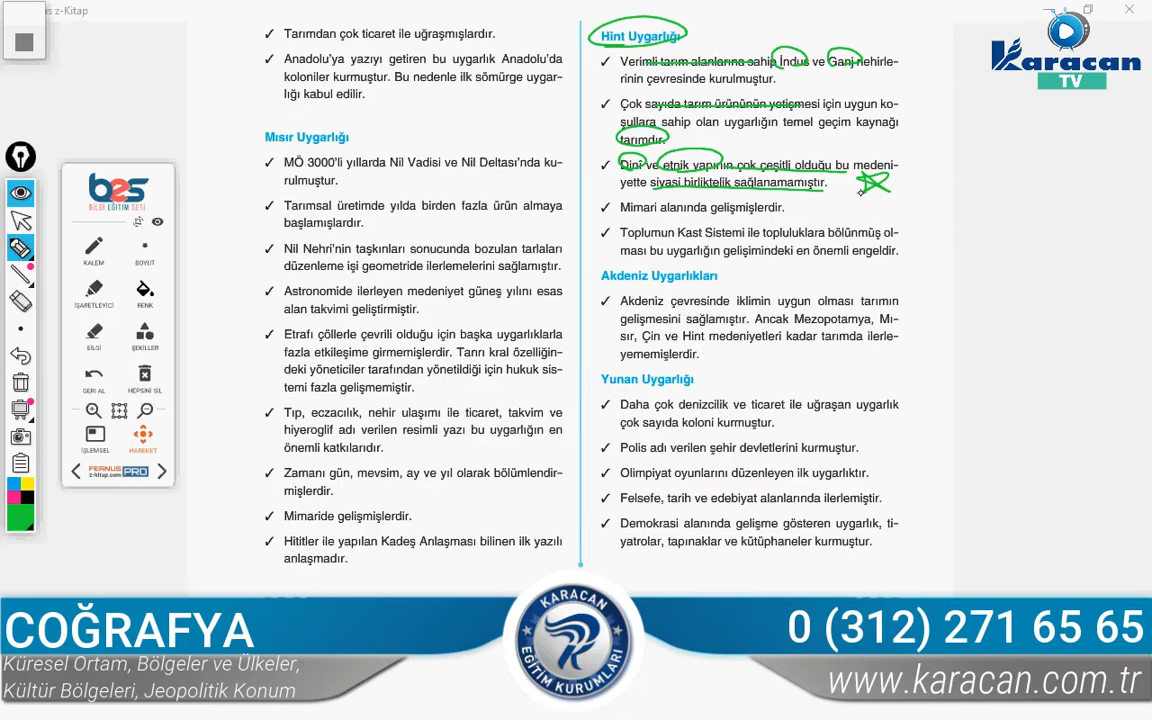 us z-Kitap
Karacan
TV
Tarımdan çok ticaret ile uğraşmışlardır.
Anadolu'ya yazıyı getiren bu uygarlık Anadolu'da
koloniler kurmuştur. Bu nedenle ilk sömürge uygar-
lığı kabul edilir.
Mısır Uygarlığı
✓ MÖ 3000'li yıllarda Nil Vadisi ve Nil Deltası'nda ku-
rulmuştur.
✓ Tarımsal üretimde yılda birden fazla ürün almaya
başlamışlardır.
✓ Nil Nehri'nin taşkınları sonucunda bozulan tarlaları
düzenleme işi geometride ilerlemelerini sağlamıştır.
✓ Astronomide ilerleyen medeniyet güneş yılını esas
alan takvimi geliştirmiştir.
✓ Etrafı çöllerle çevrili olduğu için başka uygarlıklarla
fazla etkileşime girmemişlerdir. Tanrı kral özelliğin-
deki yöneticiler tarafından yönetildiği için hukuk sis-
temi fazla gelişmemiştir.
✓ Tıp, eczacılık, nehir ulaşımı ile ticaret, takvim ve
hiyeroglif adı verilen resimli yazı bu uygarlığın en
önemli katkılarıdır.
✓ Zamanı gün, mevsim, ay ve yıl olarak bölümlendir-
mişlerdir.
✓ Mimaride gelişmişlerdir.
✓ Hititler ile yapılan Kadeş Anlaşması bilinen ilk yazılı
anlaşmadır.
Hint Uygarlığı
✓ Verimli tarım alanlarına sahip İndus ve Ganj nehirle-
rinin çevresinde kurulmuştur.
✓ Çok sayıda tarım ürününün yetişmesi için uygun ko-
şullara sahip olan uygarlığın temel geçim kaynağı
tarımdır.
✓ Dinî ve etnik yapının çok çeşitli olduğu bu medeni-
yette siyasi birliktelik sağlanamamıştır.
✓ Mimari alanında gelişmişlerdir.
✓ Toplumun Kast Sistemi ile topluluklara bölünmüş ol-
ması bu uygarlığın gelişimindeki en önemli engeldir.
Akdeniz Uygarlıkları
✓ Akdeniz çevresinde iklimin uygun olması tarımın
gelişmesini sağlamıştır. Ancak Mezopotamya, Mı-
sır, Çin ve Hint medeniyetleri kadar tarımda ilerle-
yememişlerdir.
Yunan Uygarlığı
✓ Daha çok denizcilik ve ticaret ile uğraşan uygarlık
çok sayıda koloni kurmuştur.
✓ Polis adı verilen şehir devletlerini kurmuştur.
✓ Olimpiyat oyunlarını düzenleyen ilk uygarlıktır.
✓ Felsefe, tarih ve edebiyat alanlarında ilerlemiştir.
✓ Demokrasi alanında gelişme gösteren uygarlık, ti-
yatrolar, tapınaklar ve kütüphaneler kurmuştur.
bes
BİLGİ EĞİTİM SETİ
KALEM BOYUT
İŞARETLEYİCİ RENK
SİLGİ ŞEKİLLER
GERİ AL HEPSİNİ SİL
İŞLEMSEL HAREKET
FERNUS PRO
z-kitap.com
COĞRAFYA
Küresel Ortam, Bölgeler ve Ülkeler,
Kültür Bölgeleri, Jeopolitik Konum
KARACAN
EĞİTİM KURUMLARI
0 (312) 271 65 65
www.karacan.com.tr